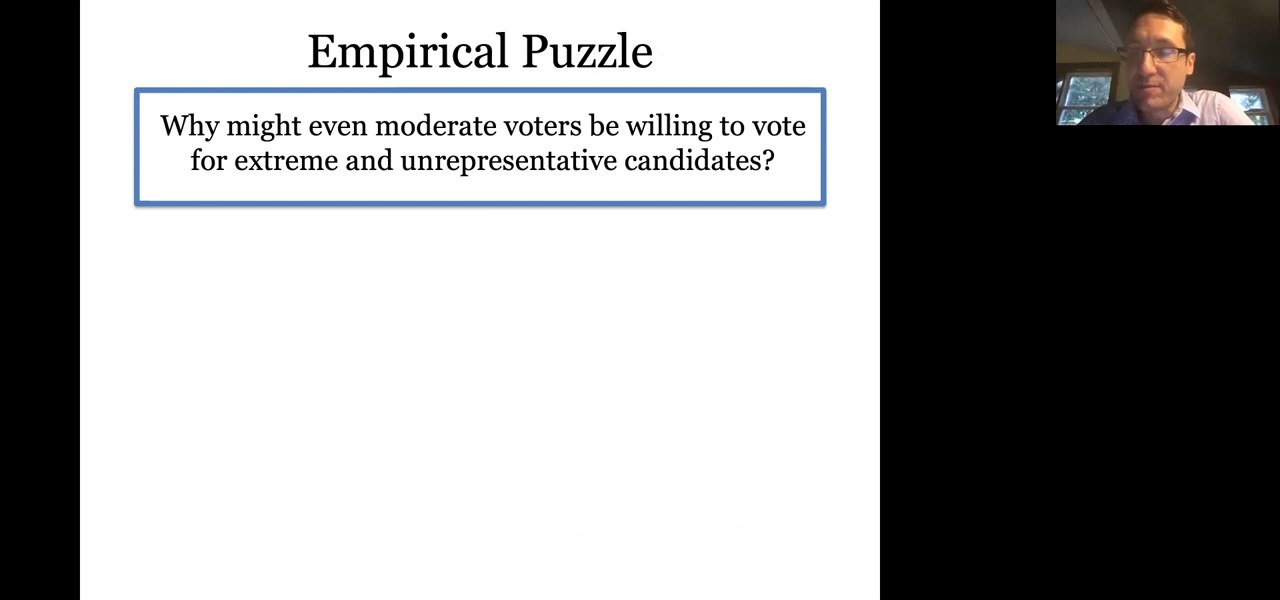 Empirical Puzzle
Why might even moderate voters be willing to vote
for extreme and unrepresentative candidates?